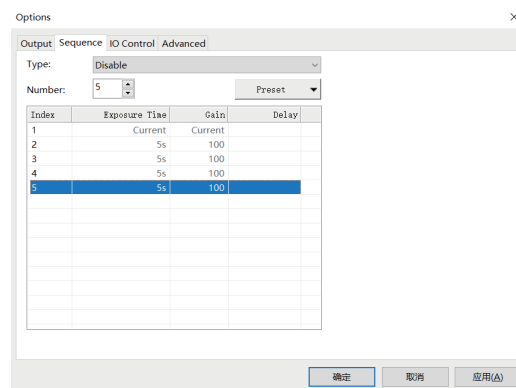 Options
Output Sequence IO Control Advanced
Type: Disable
Number: 5 Preset
Index Exposure Time Gain Delay
1 Current Current
2 5s 100
3 5s 100
4 5s 100
5 5s 100
确定 取消 应用(A)